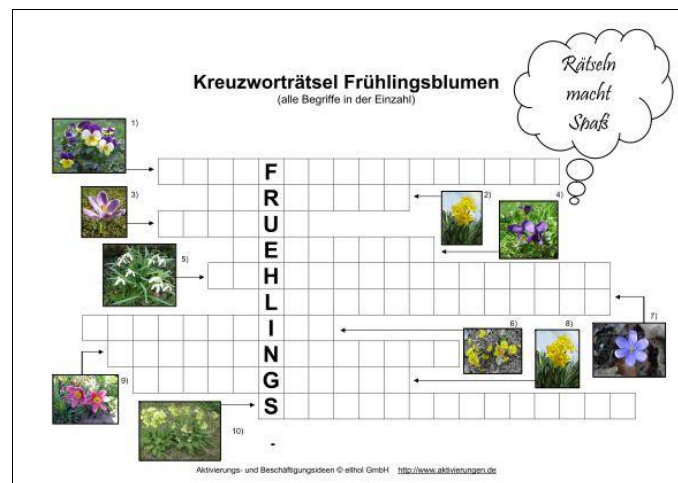 Kreuzworträtsel Frühlingsblumen
(alle Begriffe in der Einzahl)
Rätseln
macht
Spaß
1)
3)
2)
4)
5)
6)
8)
7)
9)
10)
F
R
U
E
H
L
I
N
G
S
-
Aktivierungs- und Beschäftigungsideen © ellhol GmbH http://www.aktivierungen.de